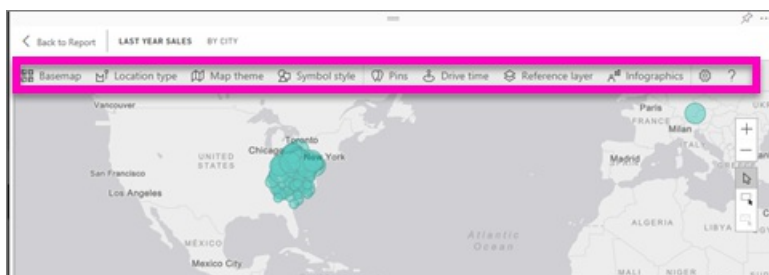 Back to Report LAST YEAR SALES BY CITY
Basemap Location type Map theme Symbol style Pins Drive time Reference layer Infographics ?
Vancouver
Paris
FRANCE
Milan
Toronto
Chicago New York
UNITED
STATES
ITALY
Madrid
San Francisco
Los Angeles
Atlantic
Ocean
ALGERIA
LIBYA
MÉXICO
Mexico City
MALI NIGER